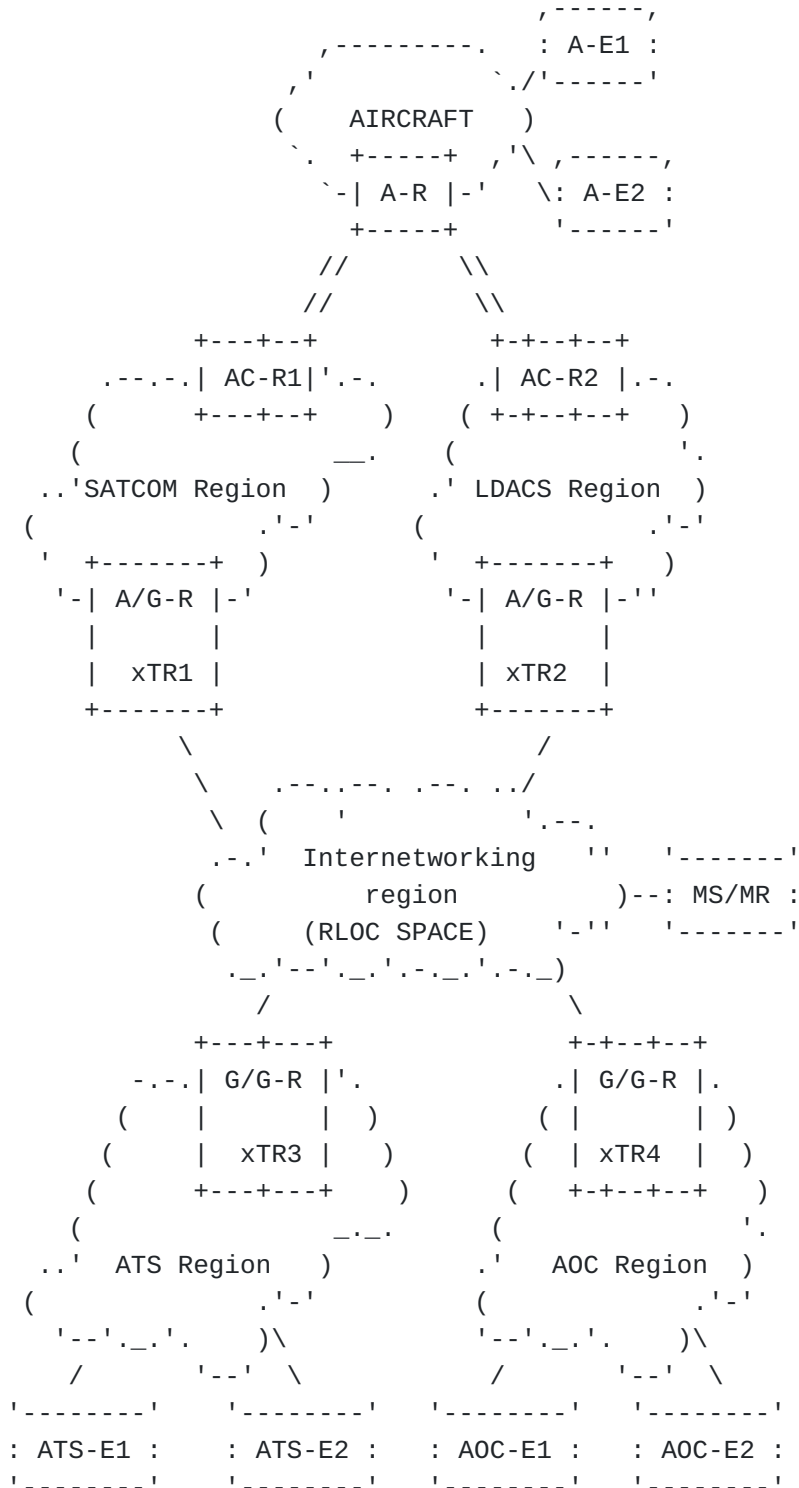 A-E1
AIRCRAFT
A-R A-E2
AC-R1 AC-R2
SATCOM Region LDACS Region
A/G-R A/G-R
xTR1 xTR2
Internetworking
region MS/MR
(RLOC SPACE)
G/G-R G/G-R
xTR3 xTR4
ATS Region AOC Region
ATS-E1 ATS-E2 AOC-E1 AOC-E2